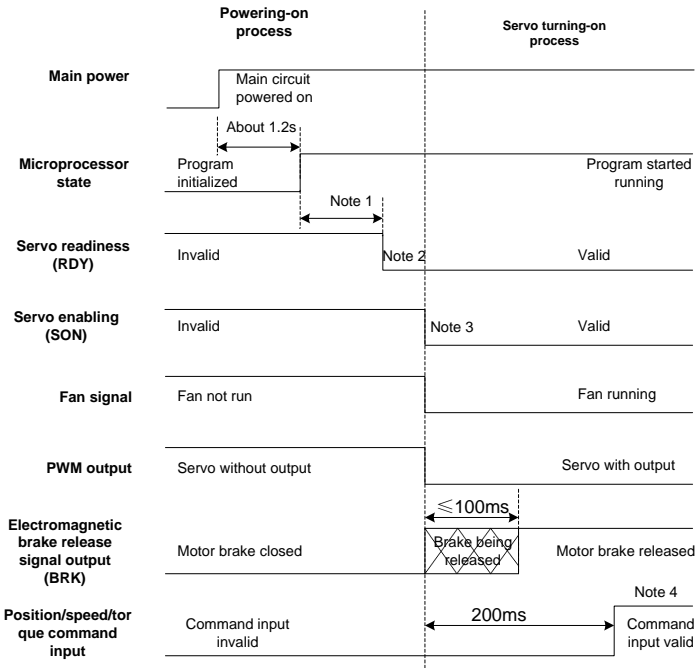 Powering-on
process
Servo turning-on
process
Main power
Main circuit
powered on
About 1.2s
Microprocessor
state
Program
initialized
Program started
running
Note 1
Servo readiness
(RDY)
Invalid
Note 2
Valid
Servo enabling
(SON)
Invalid
Note 3
Valid
Fan signal
Fan not run
Fan running
PWM output
Servo without output
Servo with output
≤100ms
Electromagnetic
brake release
signal output
(BRK)
Motor brake closed
Brake being
released
Motor brake released
Position/speed/tor
que command
input
Command input
invalid
200ms
Note 4
Command
input valid